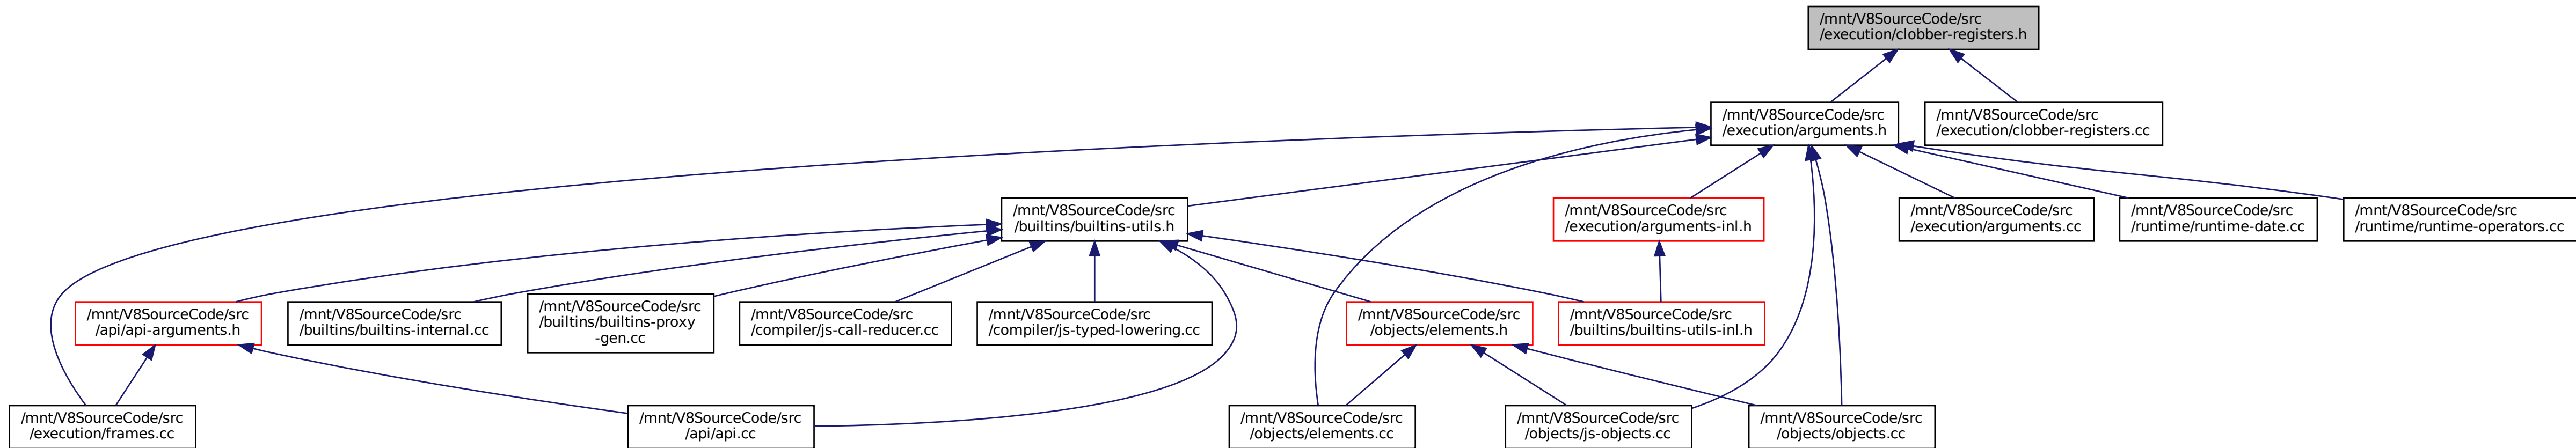 /mnt/V8SourceCode/src
/execution/clobber-registers.h
/mnt/V8SourceCode/src
/execution/arguments.h
/mnt/V8SourceCode/src
/execution/clobber-registers.cc
/mnt/V8SourceCode/src
/builtins/builtins-utils.h
/mnt/V8SourceCode/src
/execution/arguments-inl.h
/mnt/V8SourceCode/src
/execution/arguments.cc
/mnt/V8SourceCode/src
/runtime/runtime-date.cc
/mnt/V8SourceCode/src
/runtime/runtime-operators.cc
/mnt/V8SourceCode/src
/api/api-arguments.h
/mnt/V8SourceCode/src
/builtins/builtins-internal.cc
/mnt/V8SourceCode/src
/builtins/builtins-proxy
-gen.cc
/mnt/V8SourceCode/src
/compiler/js-call-reducer.cc
/mnt/V8SourceCode/src
/compiler/js-typed-lowering.cc
/mnt/V8SourceCode/src
/objects/elements.h
/mnt/V8SourceCode/src
/builtins/builtins-utils-inl.h
/mnt/V8SourceCode/src
/execution/frames.cc
/mnt/V8SourceCode/src
/api/api.cc
/mnt/V8SourceCode/src
/objects/elements.cc
/mnt/V8SourceCode/src
/objects/js-objects.cc
/mnt/V8SourceCode/src
/objects/objects.cc